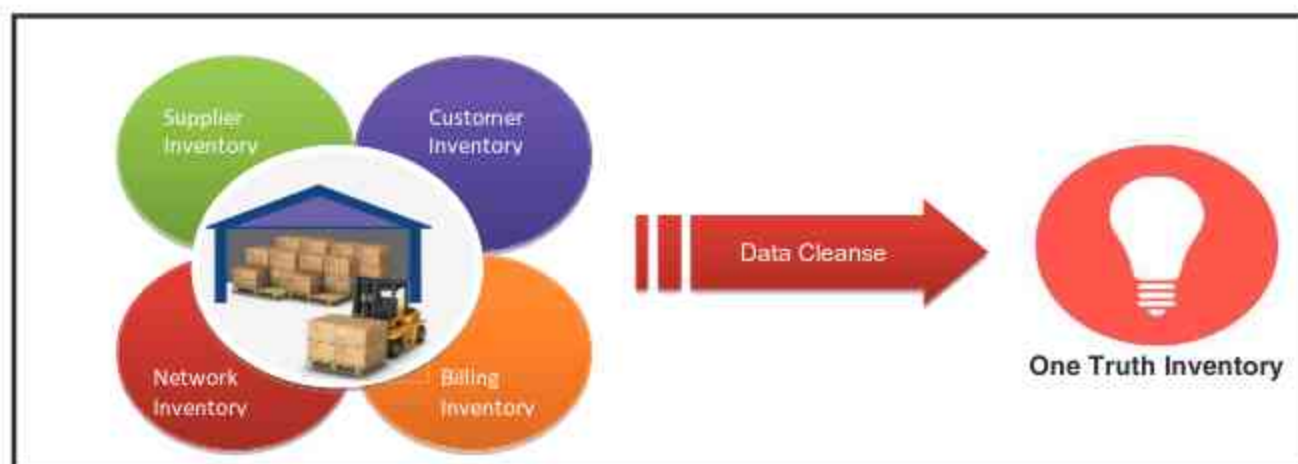 Supplier
Inventory
Customer
Inventory
Network
Inventory
Billing
Inventory
Data Cleanse
One Truth Inventory